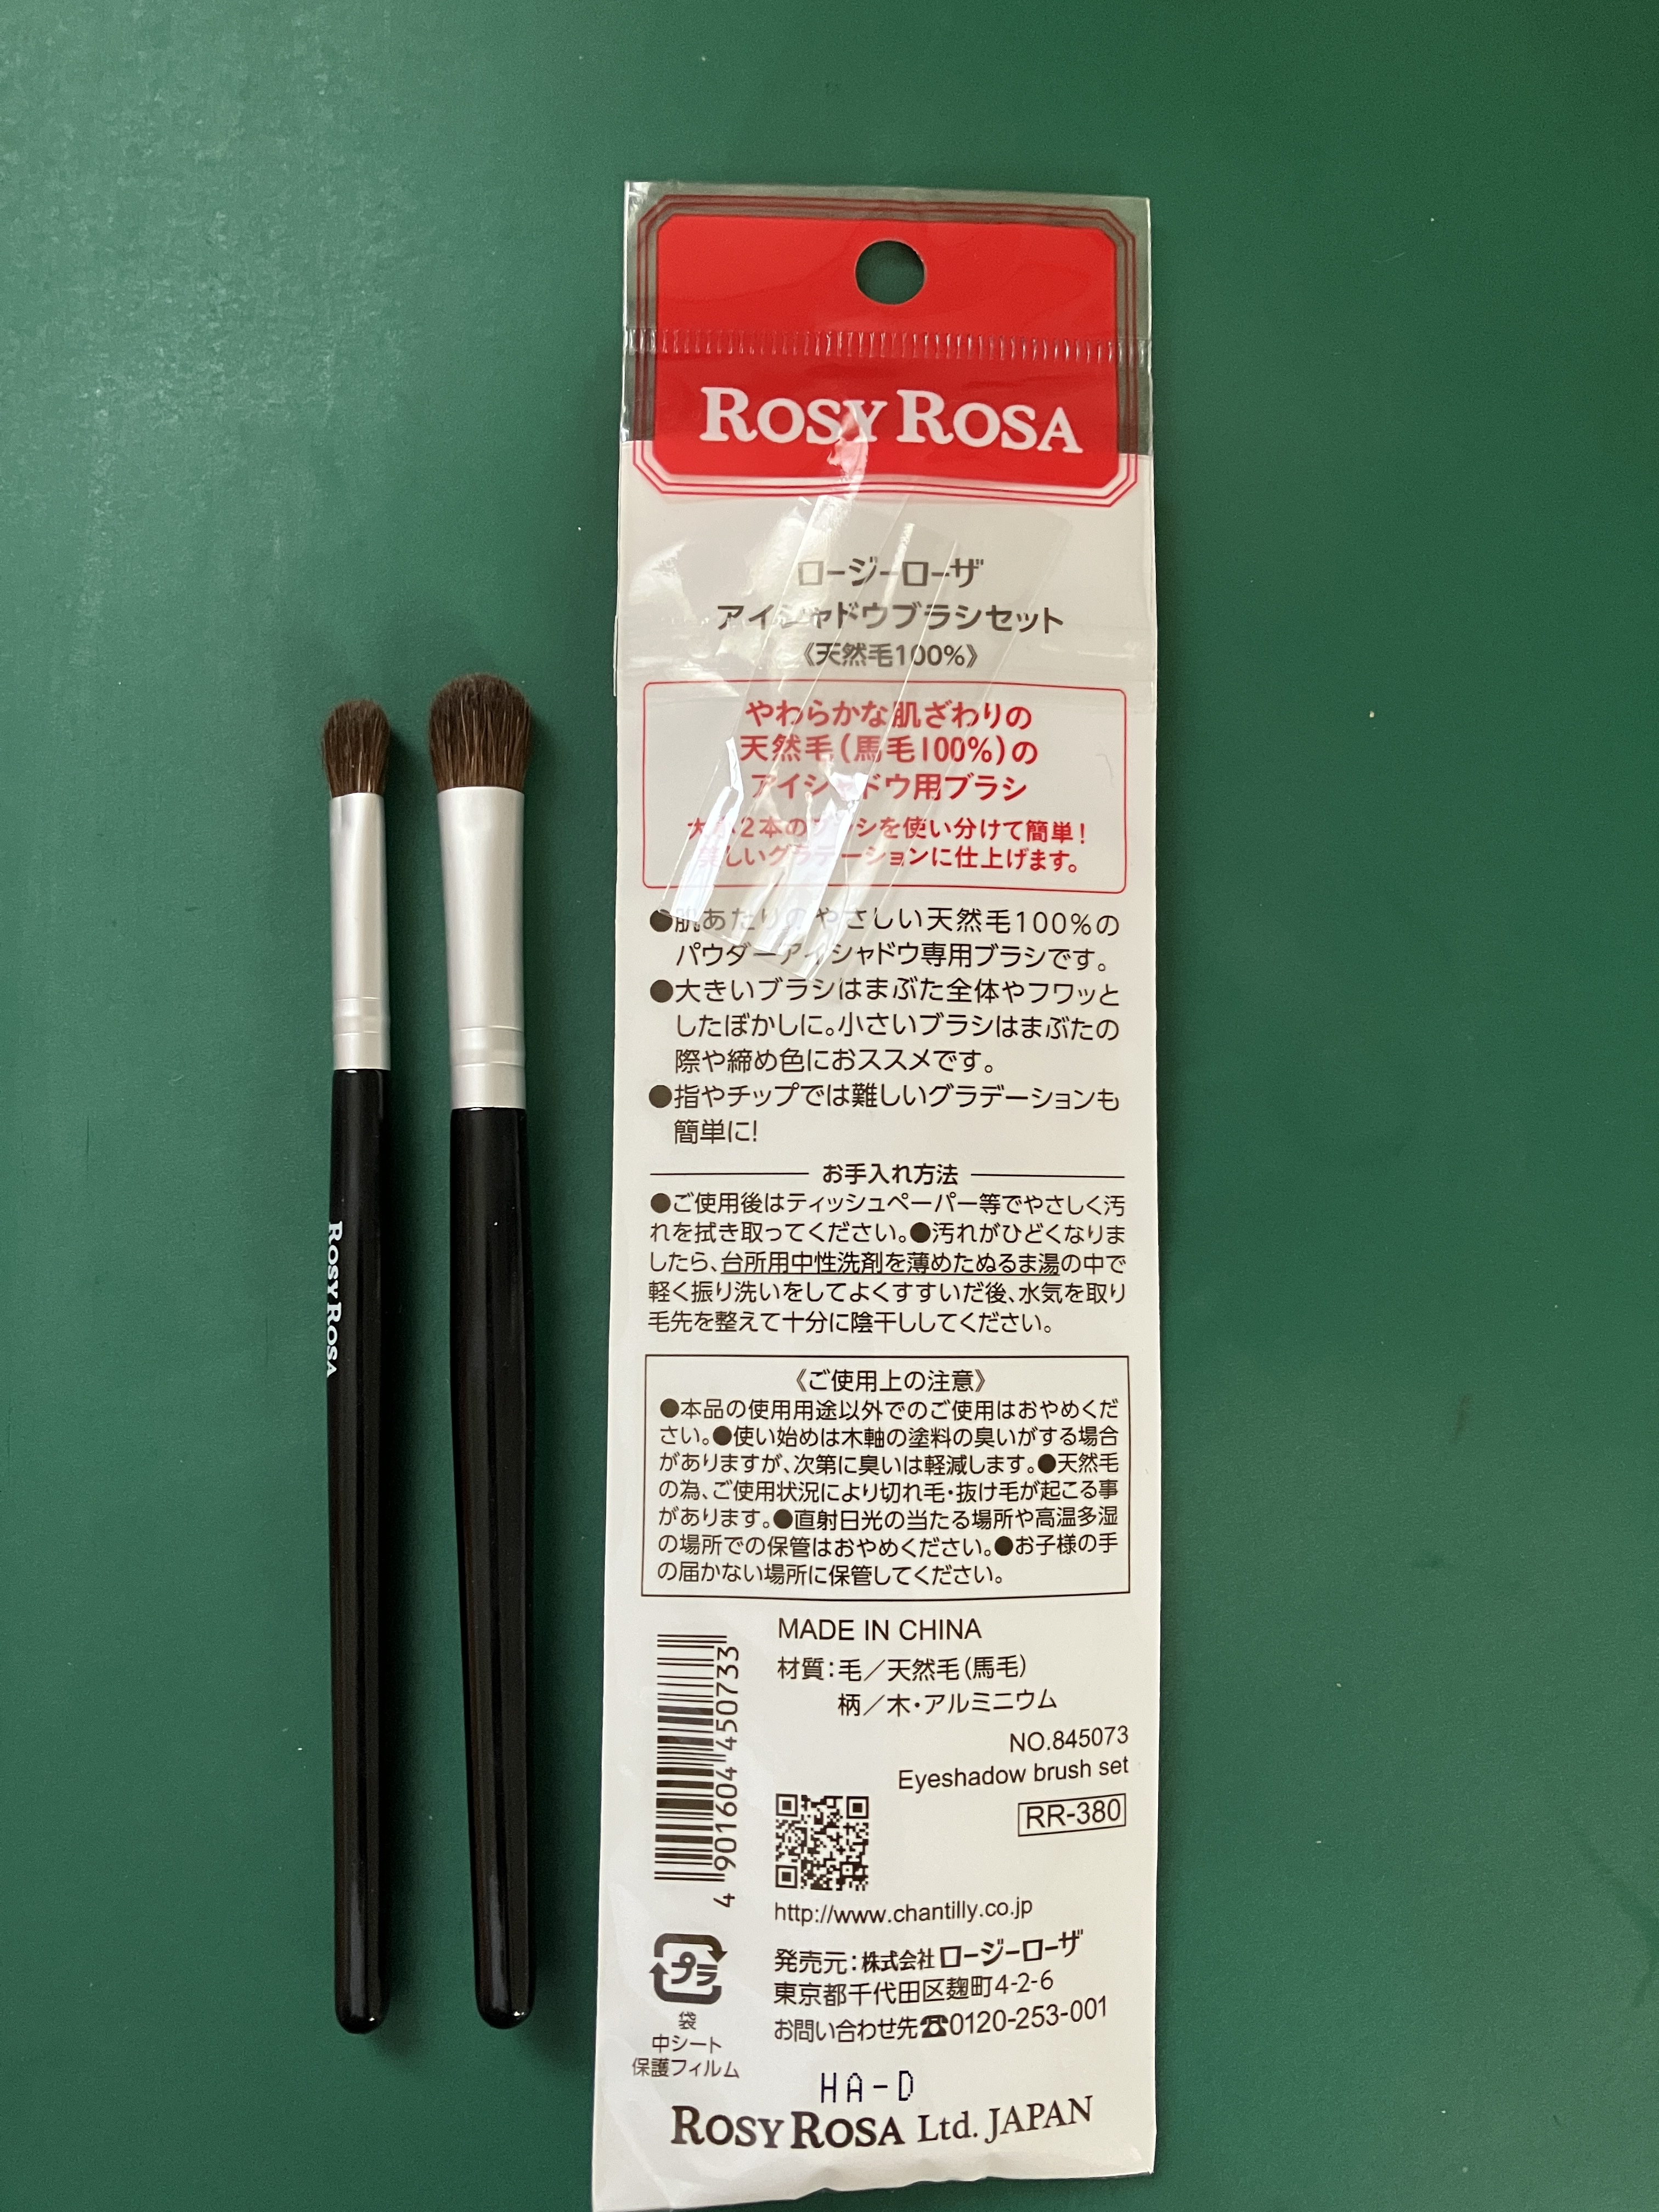 ROSY ROSA
ROSY ROSA
ロージーローザ
アイシャドウブラシセット
《天然毛100%》
やわらかな肌ざわりの
天然毛(馬毛100%)の
アイシャドウ用ブラシ
大小2本のブラシを使い分けて簡単!
美しいグラデーションに仕上げます。
●肌あたりのやさしい天然毛100%の
パウダーアイシャドウ専用ブラシです。
●大きいブラシはまぶた全体やフワッと
したぼかしに。小さいブラシはまぶたの
際や締め色におススメです。
●指やチップでは難しいグラデーションも
簡単に!
お手入れ方法
●ご使用後はティッシュペーパー等でやさしく汚
れを拭き取ってください。●汚れがひどくなりま
したら、台所用中性洗剤を薄めたぬるま湯の中で
軽く振り洗いをしてよくすすいだ後、水気を取り
毛先を整えて十分に陰干ししてください。
《ご使用上の注意》
●本品の使用用途以外でのご使用はおやめくだ
さい。●使い始めは木軸の塗料の臭いがする場合
がありますが、次第に臭いは軽減します。●天然毛
の為、ご使用状況により切れ毛・抜け毛が起こる事
があります。●直射日光の当たる場所や高温多湿
の場所での保管はおやめください。●お子様の手
の届かない場所に保管してください。
MADE IN CHINA
材質:毛/天然毛(馬毛)
柄/木・アルミニウム
NO.845073
Eyeshadow brush set
RR-380
4 901604 450733
http://www.chantilly.co.jp
発売元:株式会社ロージーローザ
東京都千代田区麹町4-2-6
お問い合わせ先☎0120-253-001
プラ
袋
中シート
保護フィルム
HA-D
ROSY ROSA Ltd. JAPAN